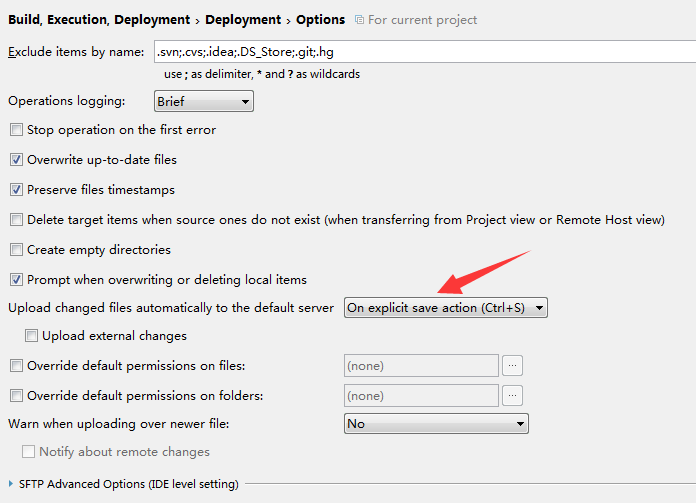 Build, Execution, Deployment › Deployment › Options For current project
Exclude items by name: .svn;.cvs;.idea;.DS_Store;.git;.hg
use ; as delimiter, * and ? as wildcards
Operations logging: Brief
Stop operation on the first error
Overwrite up-to-date files
Preserve files timestamps
Delete target items when source ones do not exist (when transferring from Project view or Remote Host view)
Create empty directories
Prompt when overwriting or deleting local items
Upload changed files automatically to the default server On explicit save action (Ctrl+S)
Upload external changes
Override default permissions on files: (none) ...
Override default permissions on folders: (none) ...
Warn when uploading over newer file: No
Notify about remote changes
SFTP Advanced Options (IDE level setting)